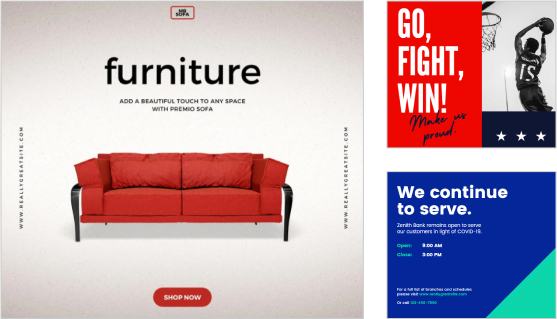 MR
SOFA
furniture
ADD A BEAUTIFUL TOUCH TO ANY SPACE
WITH PREMIO SOFA
WWW.REALLYGREATSITE.COM
WWW.REALLYGREATSITE.COM
SHOP NOW
GO,
FIGHT,
WIN!
Make us
proud
15
We continue
to serve.
Zenith Bank remains open to serve
our customers in light of COVID-19.
Open: 9:00 AM
Close: 3:00 PM
For a full list of branches and schedules
please visit www.reallygreatsite.com
Or call 123-456-7890